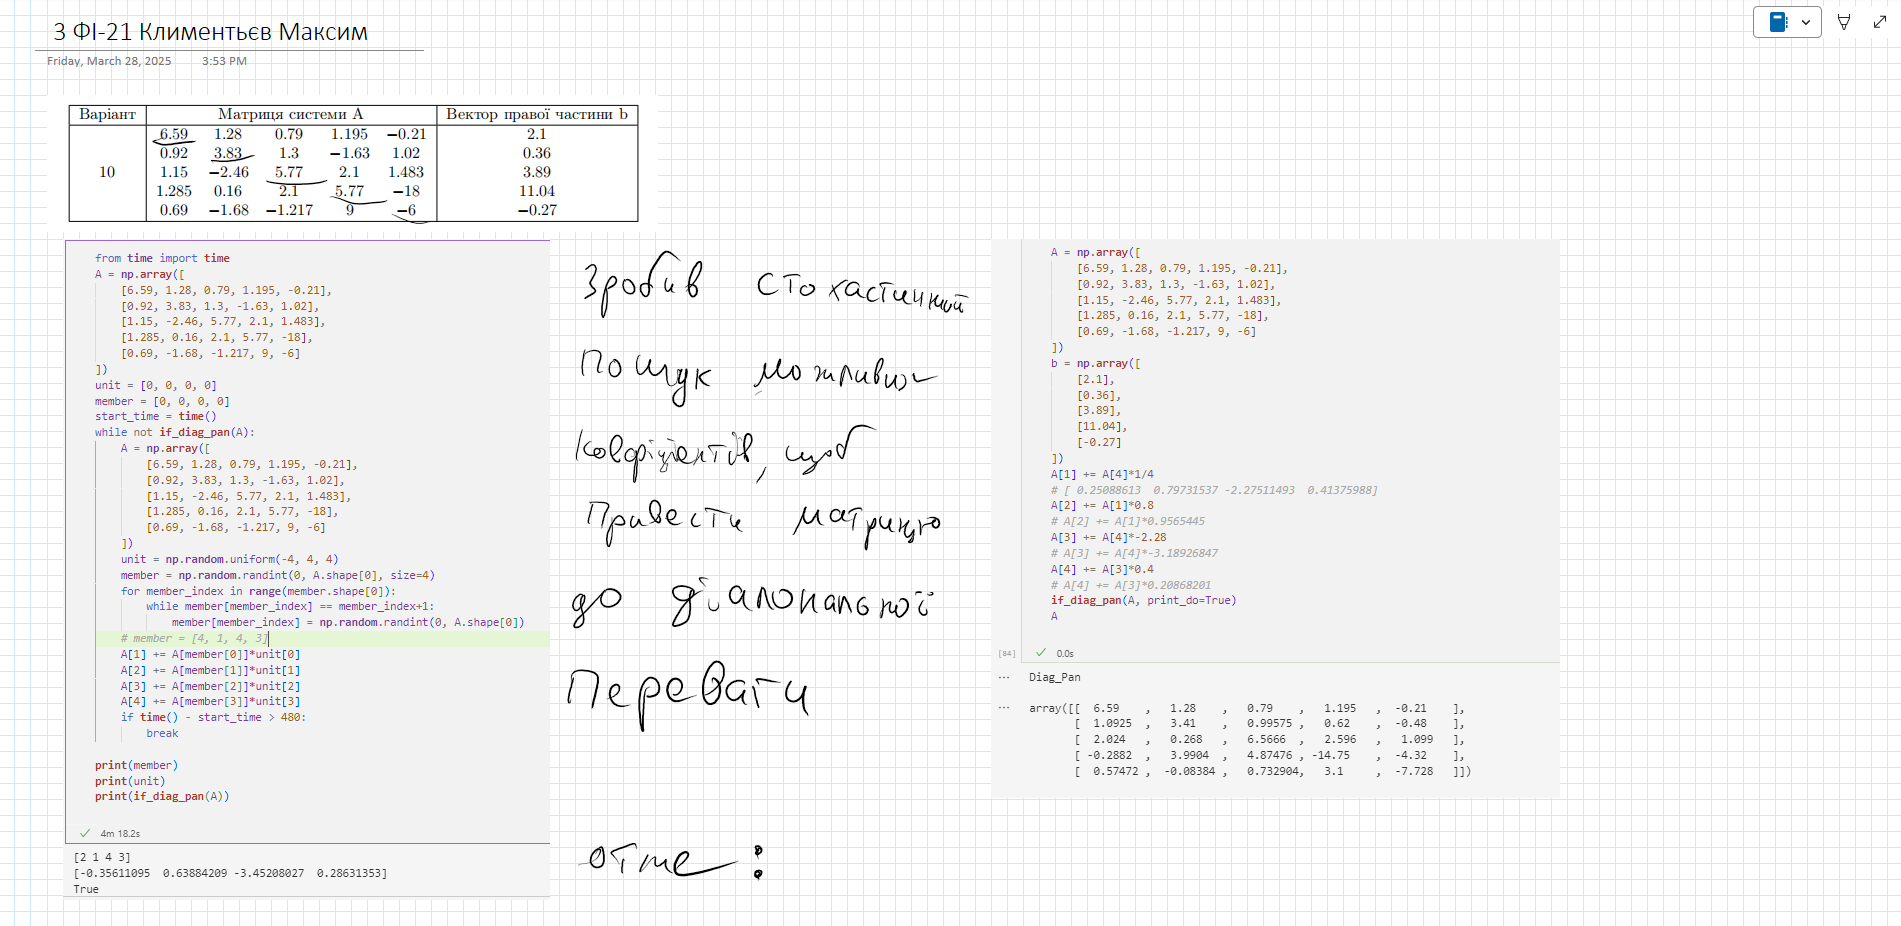 3 ФІ-21 Климентьєв Максим
Friday, March 28, 2025 3:53 PM
Варіант Матриця системи A Вектор правої частини b
6.59 1.28 0.79 1.195 −0.21 2.1
0.92 3.83 1.3 −1.63 1.02 0.36
10 1.15 −2.46 5.77 2.1 1.483 3.89
1.285 0.16 2.1 5.77 −18 11.04
0.69 −1.68 −1.217 9 −6 −0.27
from time import time
A = np.array([
[6.59, 1.28, 0.79, 1.195, -0.21],
[0.92, 3.83, 1.3, -1.63, 1.02],
[1.15, -2.46, 5.77, 2.1, 1.483],
[1.285, 0.16, 2.1, 5.77, -18],
[0.69, -1.68, -1.217, 9, -6]
])
unit = [0, 0, 0, 0]
member = [0, 0, 0, 0]
start_time = time()
while not if_diag_pan(A):
A = np.array([
[6.59, 1.28, 0.79, 1.195, -0.21],
[0.92, 3.83, 1.3, -1.63, 1.02],
[1.15, -2.46, 5.77, 2.1, 1.483],
[1.285, 0.16, 2.1, 5.77, -18],
[0.69, -1.68, -1.217, 9, -6]
])
unit = np.random.uniform(-4, 4, 4)
member = np.random.randint(0, A.shape[0], size=4)
for member_index in range(member.shape[0]):
while member[member_index] == member_index+1:
member[member_index] = np.random.randint(0, A.shape[0])
# member = [4, 1, 4, 3]
A[1] += A[member[0]]*unit[0]
A[2] += A[member[1]]*unit[1]
A[3] += A[member[2]]*unit[2]
A[4] += A[member[3]]*unit[3]
if time() - start_time > 480:
break
print(member)
print(unit)
print(if_diag_pan(A))
4m 18.2s
[2 1 4 3]
[-0.35611095 0.63884209 -3.45208027 0.28631353]
True
Зробив стохастичний
пошук можливих
коефіцієнтів, щоб
привести матрицю
до діагональної
переваги
отже :
A = np.array([
[6.59, 1.28, 0.79, 1.195, -0.21],
[0.92, 3.83, 1.3, -1.63, 1.02],
[1.15, -2.46, 5.77, 2.1, 1.483],
[1.285, 0.16, 2.1, 5.77, -18],
[0.69, -1.68, -1.217, 9, -6]
])
b = np.array([
[2.1],
[0.36],
[3.89],
[11.04],
[-0.27]
])
A[1] += A[4]*1/4
# [ 0.25088613 0.79731537 -2.27511493 0.41375988]
A[2] += A[1]*0.8
# A[2] += A[1]*0.9565445
A[3] += A[4]*-2.28
# A[3] += A[4]*-3.18926847
A[4] += A[3]*0.4
# A[4] += A[3]*0.20868201
if_diag_pan(A, print_do=True)
A
[84] 0.0s
... Diag_Pan
... array([[ 6.59 , 1.28 , 0.79 , 1.195 , -0.21 ],
[ 1.0925 , 3.41 , 0.99575 , 0.62 , -0.48 ],
[ 2.024 , 0.268 , 6.5666 , 2.596 , 1.099 ],
[ -0.2882 , 3.9904 , 4.87476 , -14.75 , -4.32 ],
[ 0.57472 , -0.08384 , 0.732904, 3.1 , -7.728 ]])